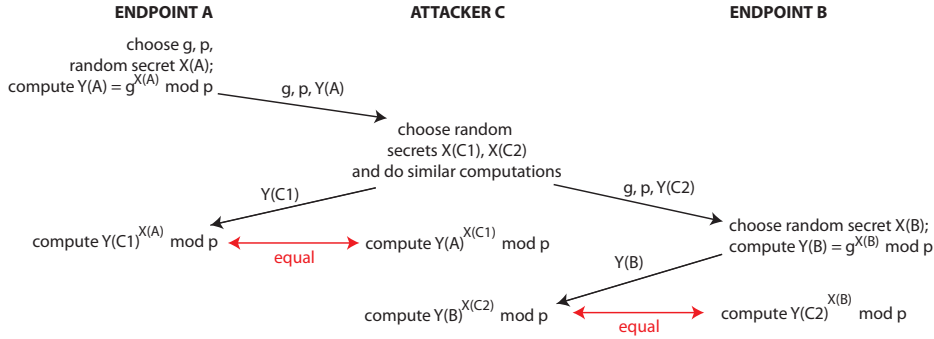 ENDPOINT A
ATTACKER C
ENDPOINT B
choose g, p,
random secret X(A);
compute Y(A) = g^X(A) mod p
g, p, Y(A)
choose random
secrets X(C1), X(C2)
and do similar computations
Y(C1)
g, p, Y(C2)
compute Y(C1)^X(A) mod p
equal
compute Y(A)^X(C1) mod p
choose random secret X(B);
compute Y(B) = g^X(B) mod p
Y(B)
compute Y(B)^X(C2) mod p
equal
compute Y(C2)^X(B) mod p